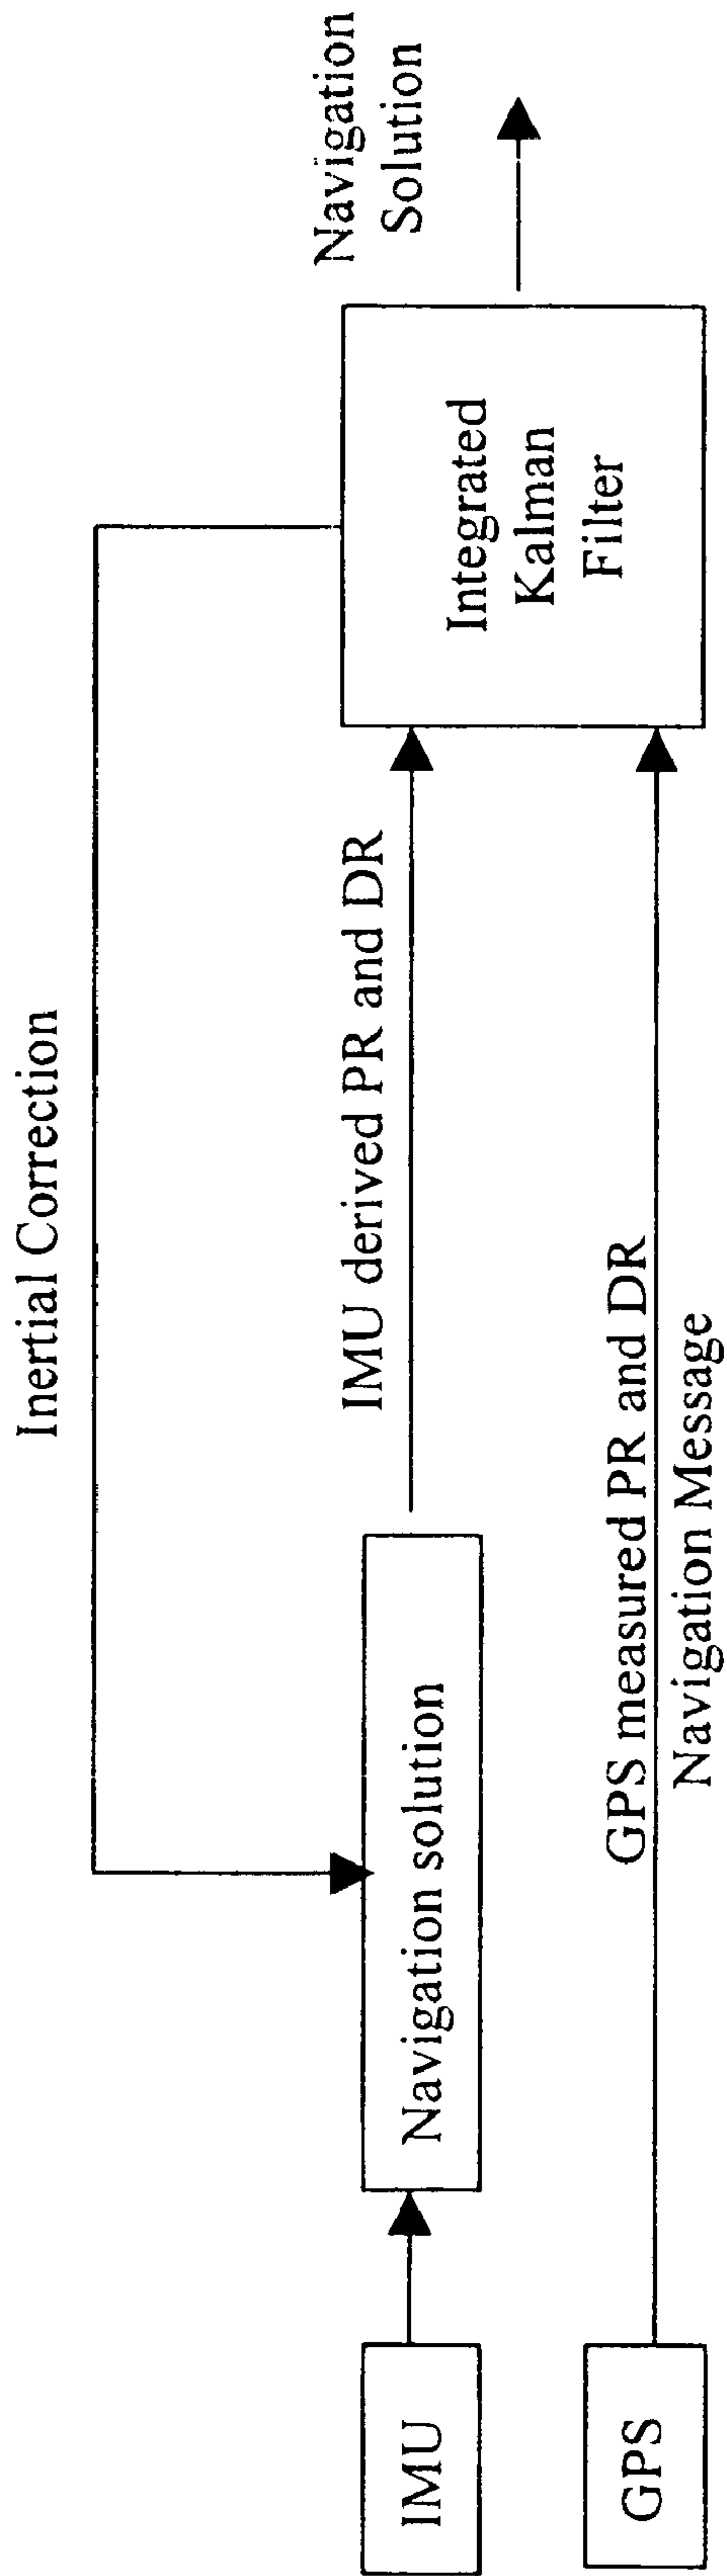 Inertial Correction
Navigation
Solution
IMU
Navigation solution
IMU derived PR and DR
Integrated
Kalman
Filter
GPS
GPS measured PR and DR
Navigation Message